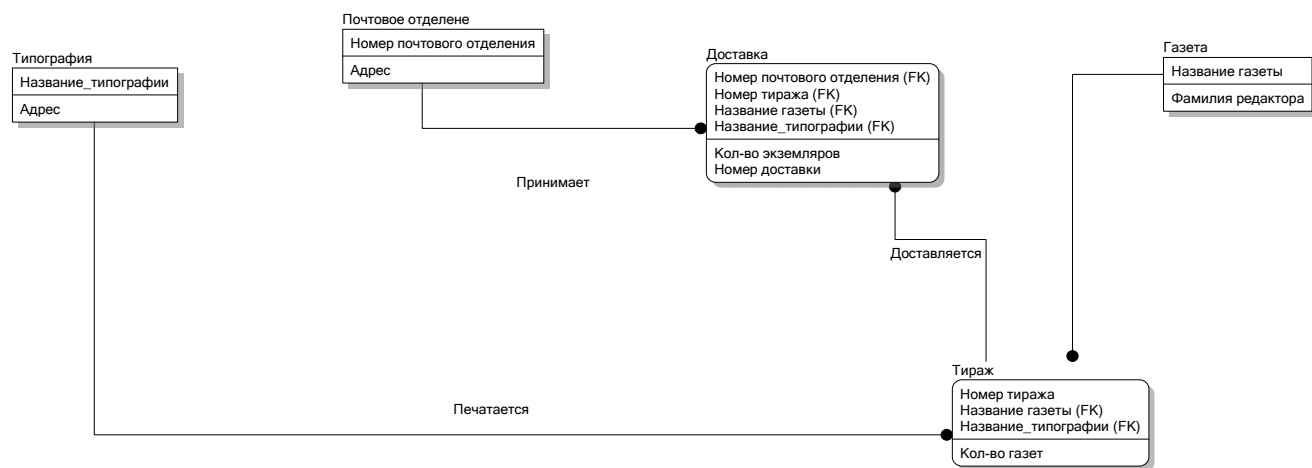 Почтовое отделене
Номер почтового отделения
Адрес
Типография
Название_типографии
Адрес
Доставка
Номер почтового отделения (FK)
Номер тиража (FK)
Название газеты (FK)
Название_типографии (FK)
Кол-во экземляров
Номер доставки
Газета
Название газеты
Фамилия редактора
Принимает
Доставляется
Тираж
Номер тиража
Название газеты (FK)
Название_типографии (FK)
Кол-во газет
Печатается